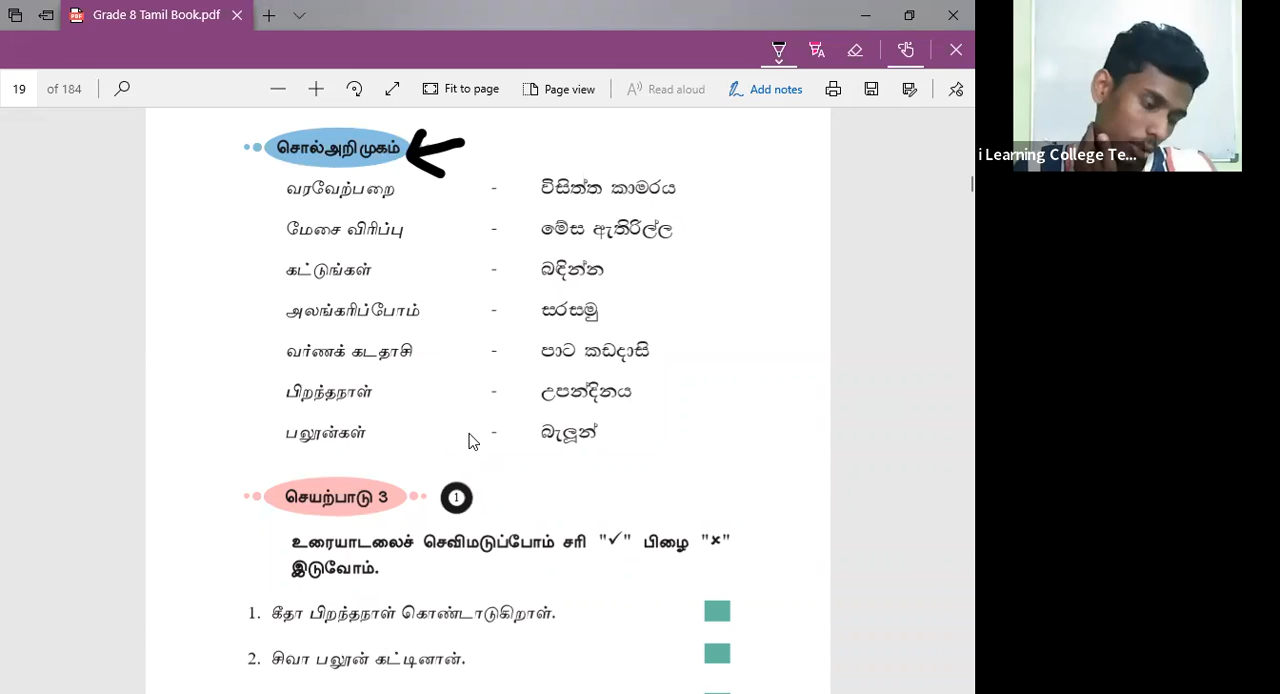 Grade 8 Tamil Book.pdf
19 of 184 Fit to page Page view Read aloud Add notes
i Learning College Te...
சொல்அறிமுகம்
வரவேற்பறை - විසිත්ත කාමරය
மேசை விரிப்பு - මේස ඇතිරිල්ල
கட்டுங்கள் - බඳින්න
அலங்கரிப்போம் - සරසමු
வர்ணக் கடதாசி - පාට කඩදාසි
பிறந்தநாள் - උපන්දිනය
பலூன்கள் - බැලූන්
செயற்பாடு 3 1
உரையாடலைச் செவிமடுப்போம் சரி "✓" பிழை "×"
இடுவோம்.
1. கீதா பிறந்தநாள் கொண்டாடுகிறாள்.
2. சிவா பலூன் கட்டினான்.